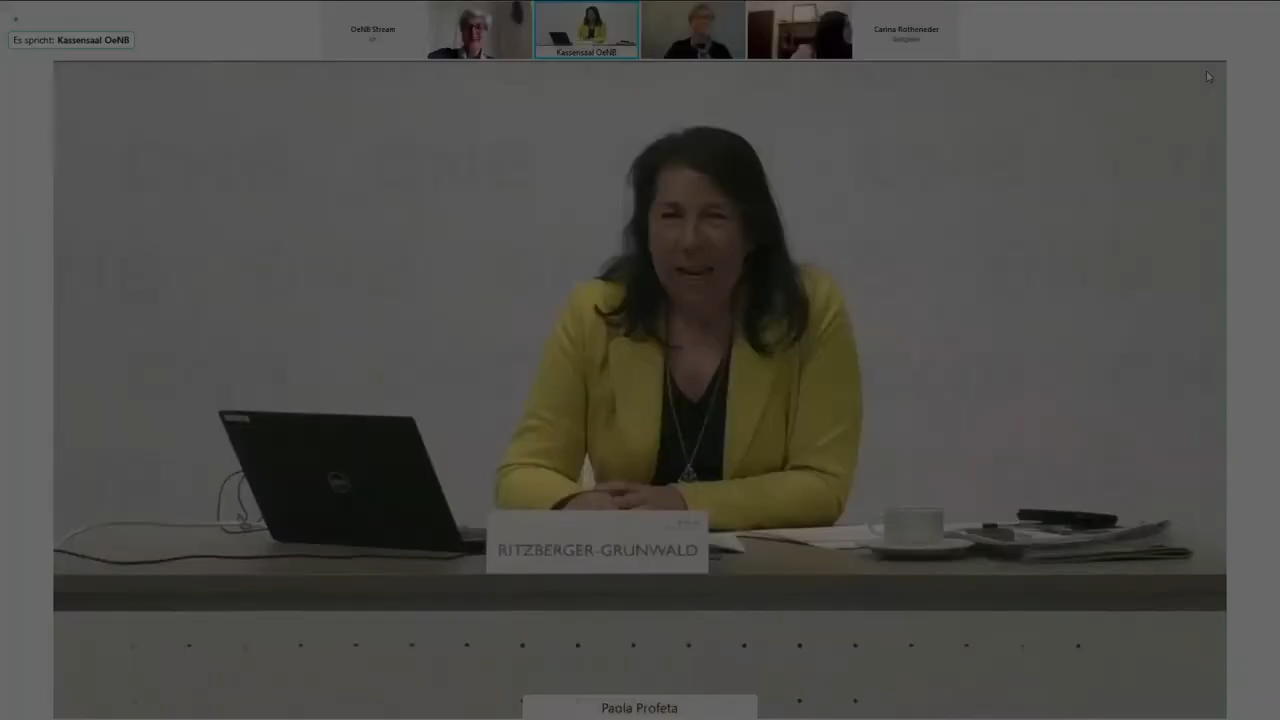 Es spricht: Kassensaal OeNB
OeNB Stream
Kassensaal OeNB
Carina Rotheneder
RITZBERGER-GRUNWALD
Paola Profeta